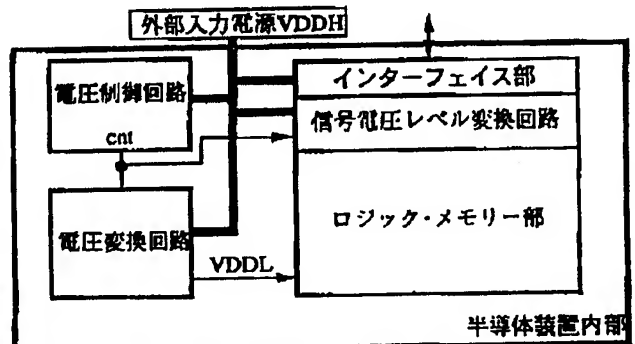 外部入力電源VDDH
電圧制御回路
cnt
電圧変換回路
VDDL
インターフェイス部
信号電圧レベル変換回路
ロジック・メモリー部
半導体装置内部